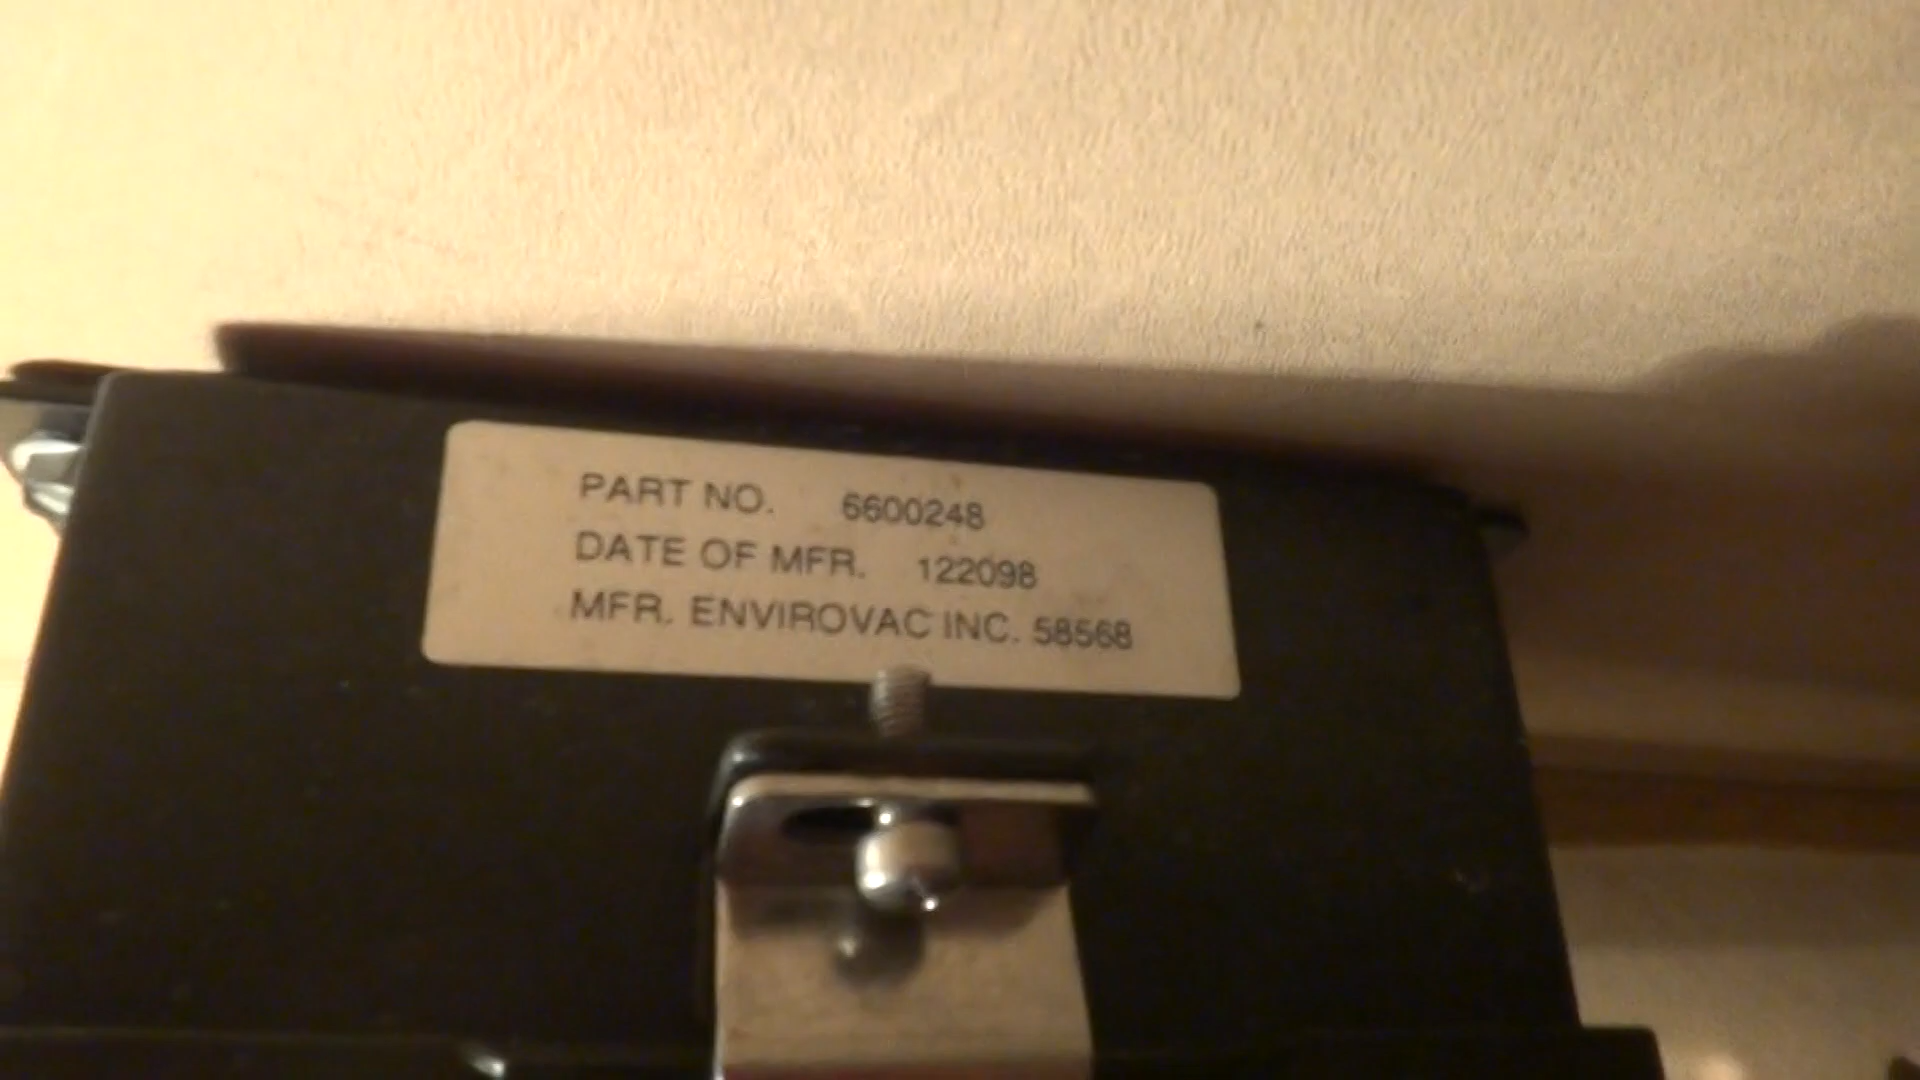 PART NO. 6600248
DATE OF MFR. 122098
MFR. ENVIROVAC INC. 58568